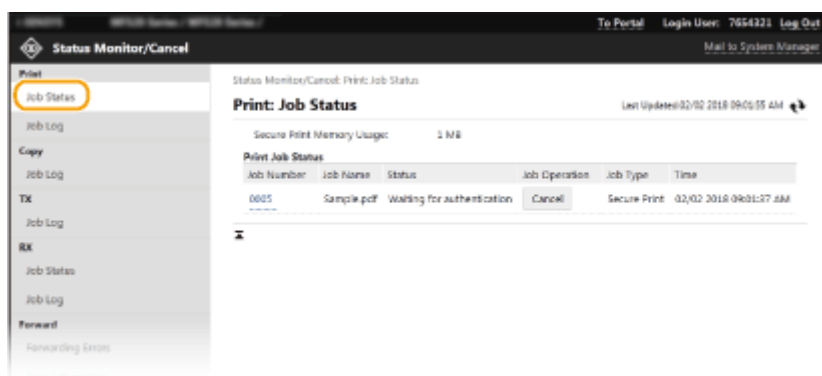 To Portal Login User: 7654321 Log Out
Status Monitor/Cancel Mail to System Manager
Print
Job Status
Job Log
Copy
Job Log
TX
Job Log
RX
Job Status
Job Log
Forward
Forwarding Errors
Status Monitor/Cancel: Print: Job Status
Print: Job Status Last Updated:02/02 2018 09:01:55 AM
Secure Print Memory Usage: 1 MB
Print Job Status
Job Number Job Name Status Job Operation Job Type Time
0005 Sample.pdf Waiting for authentication Cancel Secure Print 02/02 2018 09:01:37 AM